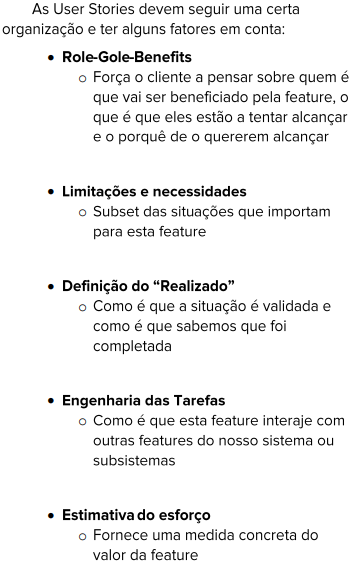 As User Stories devem seguir uma certa
organização e ter alguns fatores em conta:
• Role-Gole-Benefits
○ Força o cliente a pensar sobre quem é
que vai ser beneficiado pela feature, o
que é que eles estão a tentar alcançar
e o porquê de o quererem alcançar
• Limitações e necessidades
○ Subset das situações que importam
para esta feature
• Definição do “Realizado”
○ Como é que a situação é validada e
como é que sabemos que foi
completada
• Engenharia das Tarefas
○ Como é que esta feature interaje com
outras features do nosso sistema ou
subsistemas
• Estimativa do esforço
○ Fornece uma medida concreta do
valor da feature